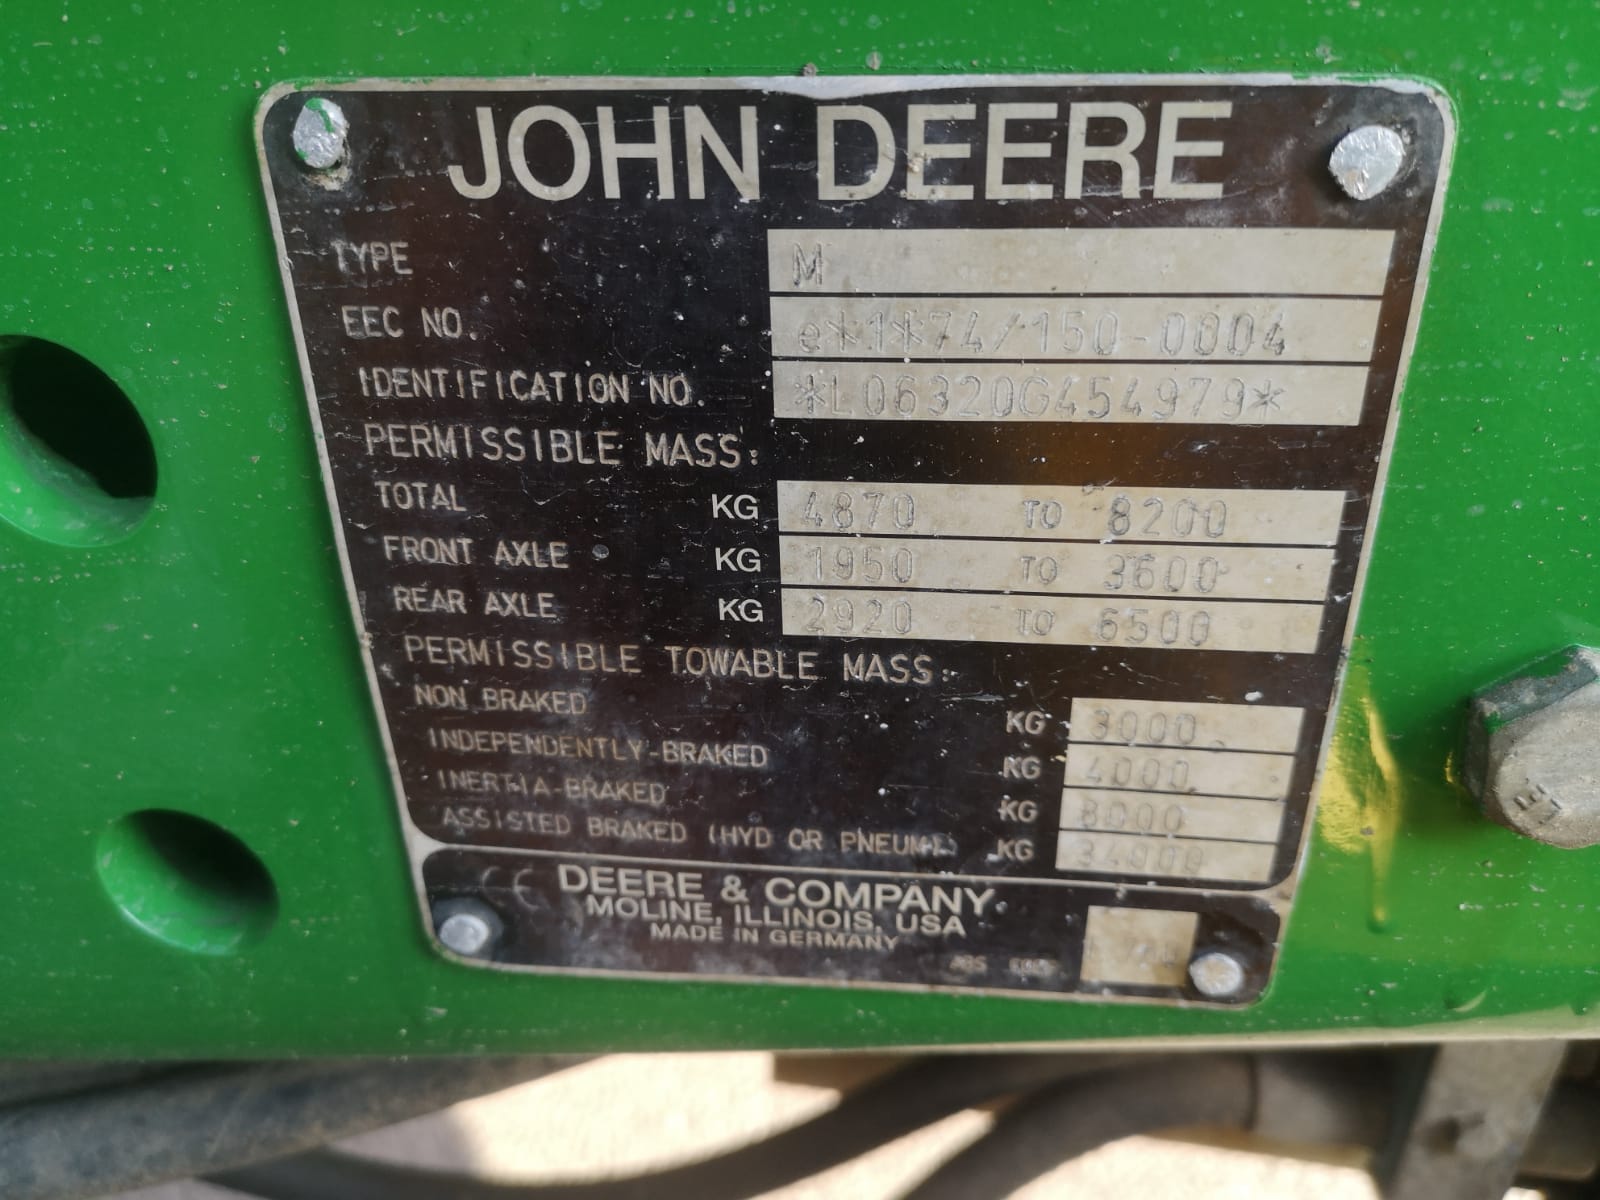 JOHN DEERE
TYPE M
EEC NO. e*1*74/150-0004
IDENTIFICATION NO. *L06320G454979*
PERMISSIBLE MASS:
TOTAL KG 4870 TO 8200
FRONT AXLE KG 1950 TO 3600
REAR AXLE KG 2920 TO 6500
PERMISSIBLE TOWABLE MASS:
NON BRAKED KG 3000
INDEPENDENTLY-BRAKED KG 4000
INERTIA-BRAKED KG 8000
ASSISTED BRAKED (HYD OR PNEUM.) KG 34000
CE DEERE & COMPANY
MOLINE, ILLINOIS, USA
MADE IN GERMANY